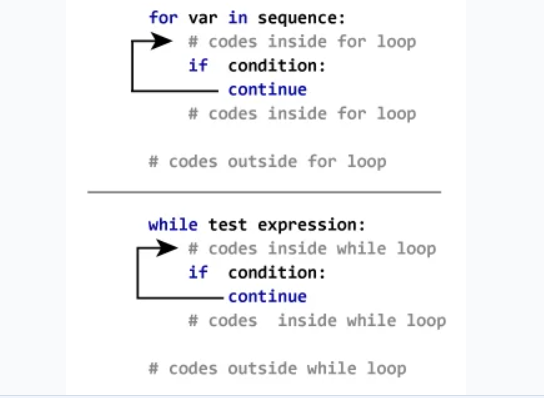 for var in sequence:
# codes inside for loop
if condition:
continue
# codes inside for loop
# codes outside for loop
while test expression:
# codes inside while loop
if condition:
continue
# codes inside while loop
# codes outside while loop